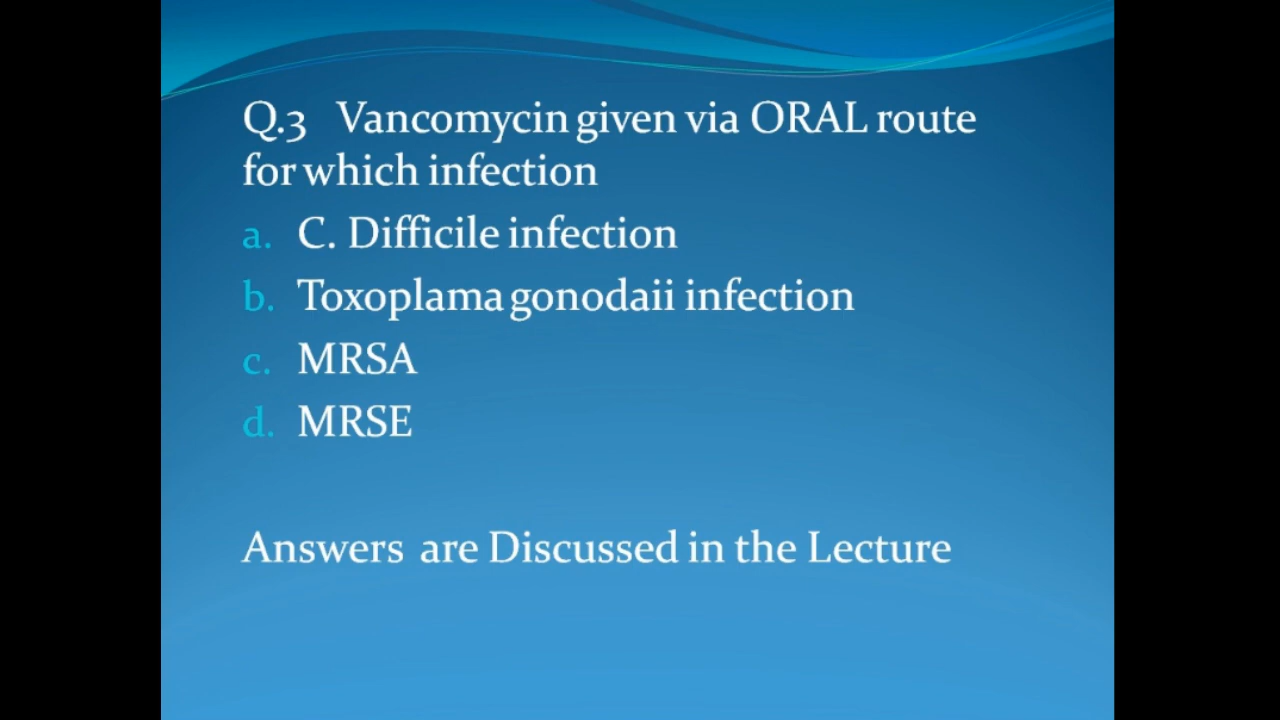 Q.3 Vancomycin given via ORAL route
for which infection
a. C. Difficile infection
b. Toxoplama gonodaii infection
c. MRSA
d. MRSE
Answers are Discussed in the Lecture